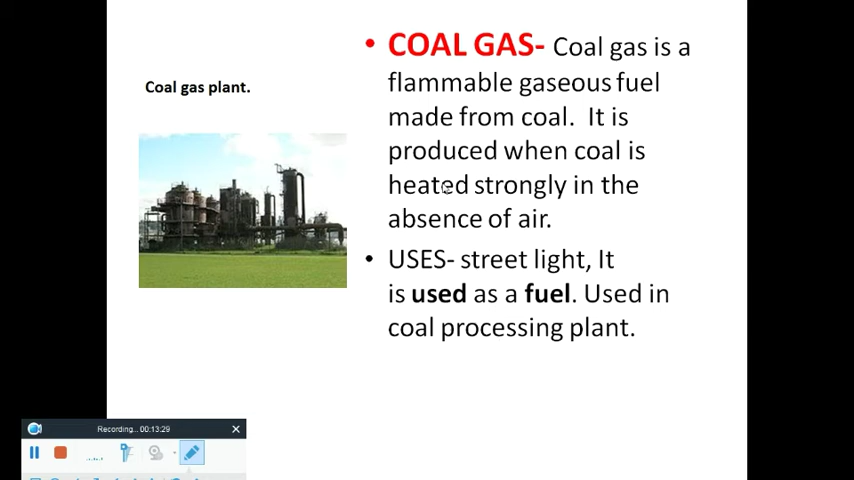 Coal gas plant.
• COAL GAS- Coal gas is a
flammable gaseous fuel
made from coal. It is
produced when coal is
heated strongly in the
absence of air.
• USES- street light, It
is used as a fuel. Used in
coal processing plant.
Recording... 00:13:29